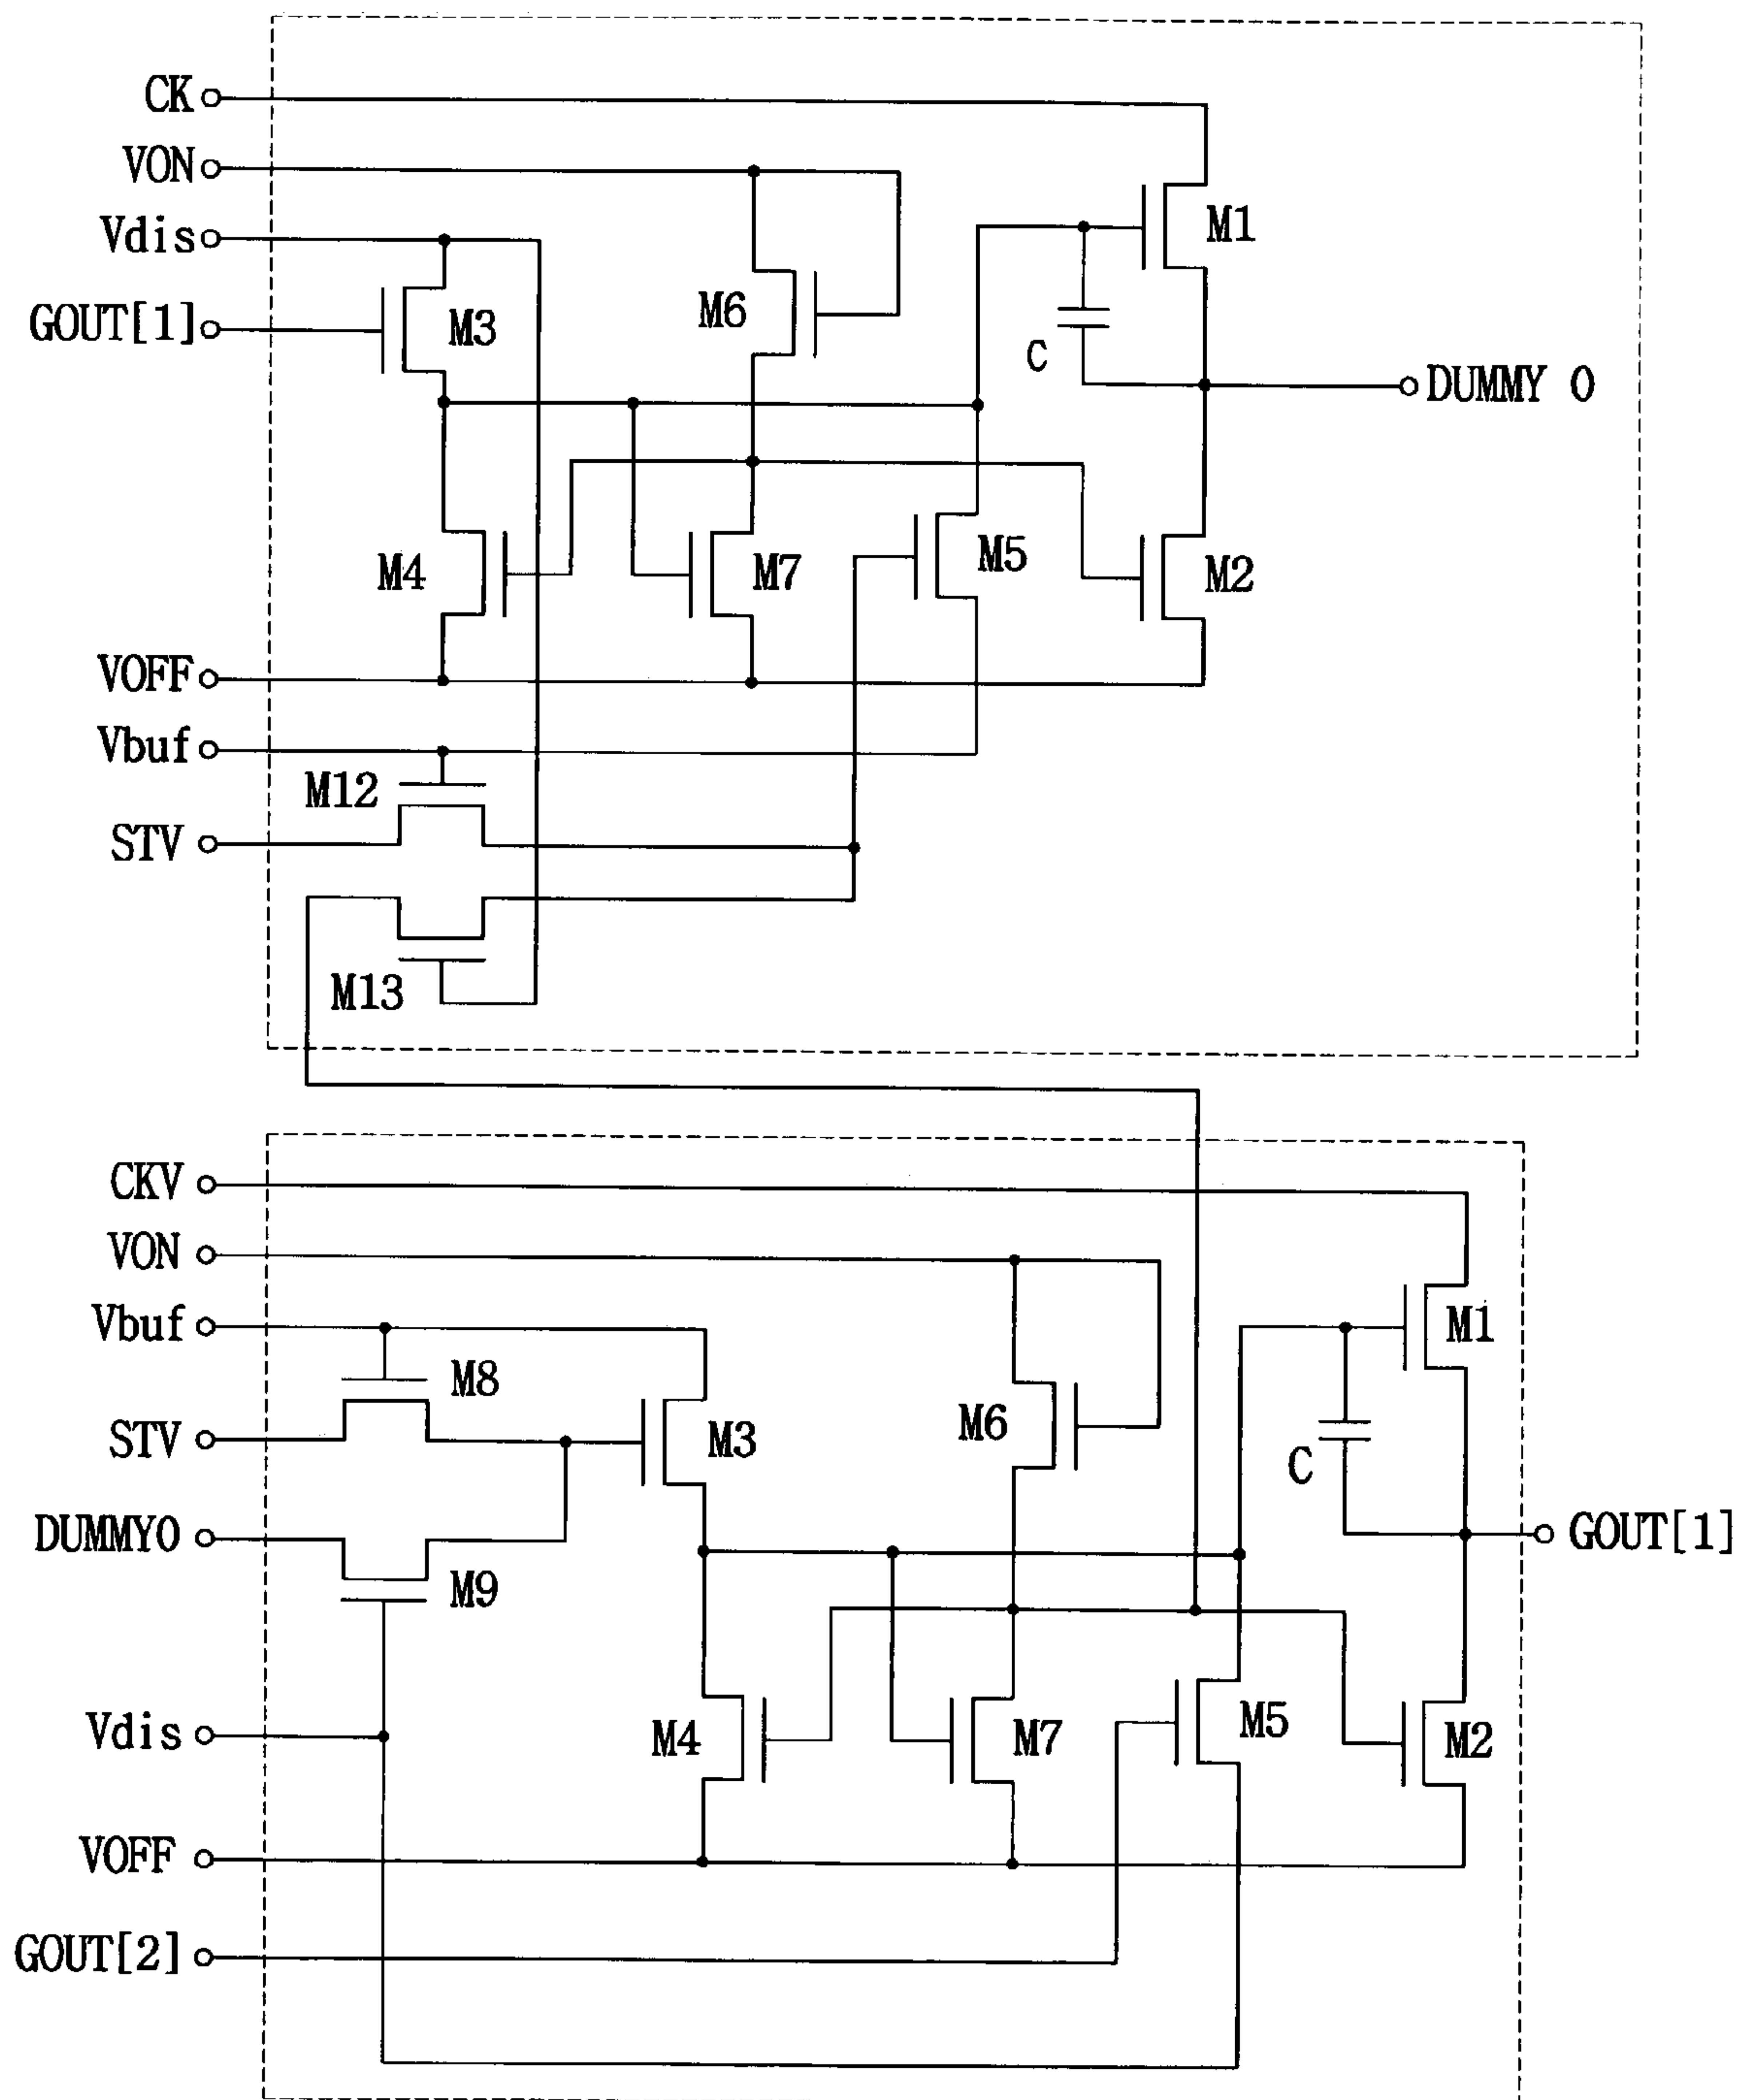 CK
VON
Vdis
GOUT[1]
M3
M6
M1
C
DUMMY 0
M4
M7
M5
M2
VOFF
Vbuf
M12
STV
M13
CKV
VON
Vbuf
M8
STV
M3
M6
M1
C
DUMMY0
GOUT[1]
M9
Vdis
M4
M7
M5
M2
VOFF
GOUT[2]